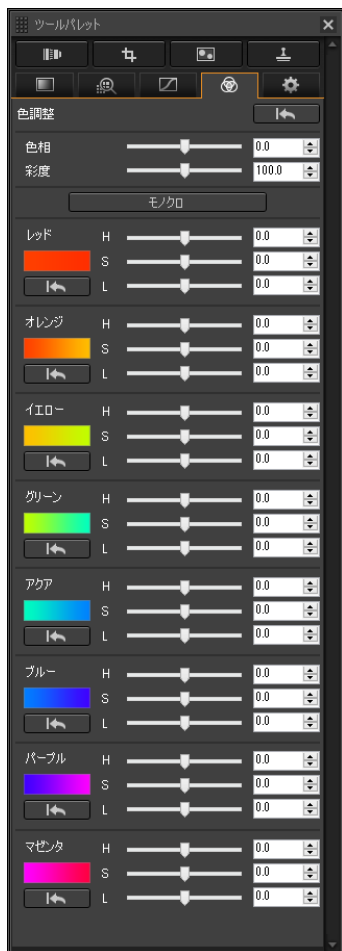 ツールパレット
色調整
色相 0.0
彩度 100.0
モノクロ
レッド H 0.0
S 0.0
L 0.0
オレンジ H 0.0
S 0.0
L 0.0
イエロー H 0.0
S 0.0
L 0.0
グリーン H 0.0
S 0.0
L 0.0
アクア H 0.0
S 0.0
L 0.0
ブルー H 0.0
S 0.0
L 0.0
パープル H 0.0
S 0.0
L 0.0
マゼンタ H 0.0
S 0.0
L 0.0